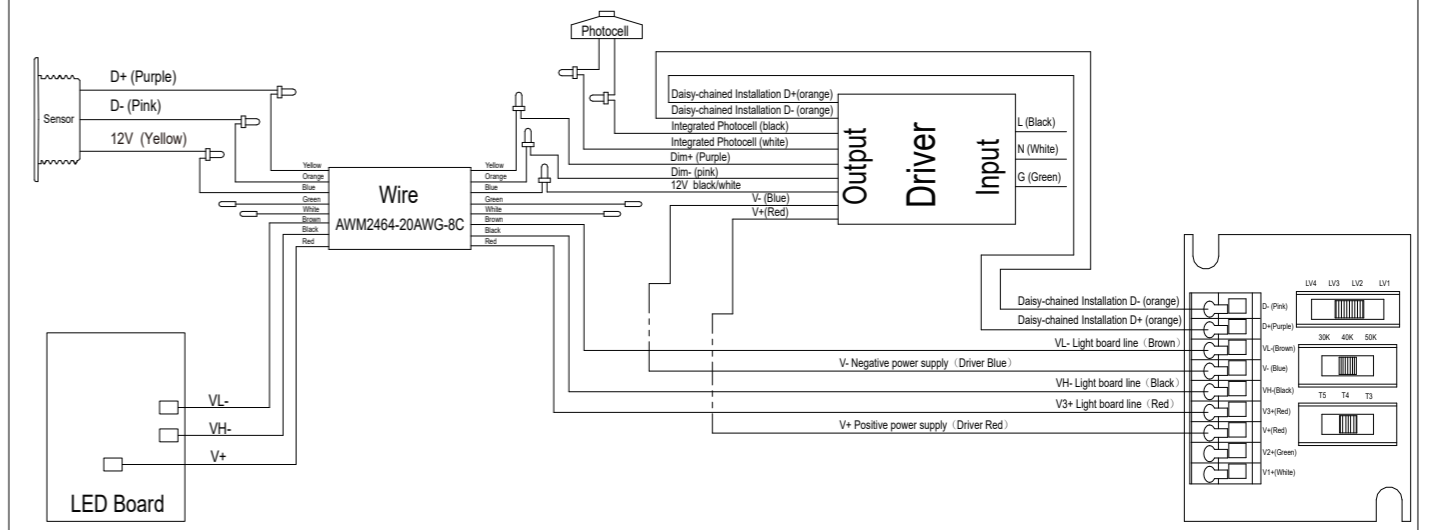 Photocell
D+ (Purple)
D- (Pink)
12V (Yellow)
Sensor
Yellow
Orange
Blue
Green
White
Brown
Black
Red
Wire
AWM2464-20AWG-8C
Yellow
Orange
Blue
Green
White
Brown
Black
Red
Daisy-chained Installation D+(orange)
Daisy-chained Installation D- (orange)
Integrated Photocell (black)
Integrated Photocell (white)
Dim+ (Purple)
Dim- (pink)
12V black/white
V- (Blue)
V+(Red)
Output
Driver
Input
L (Black)
N (White)
G (Green)
VL-
VH-
V+
LED Board
Daisy-chained Installation D- (orange)
Daisy-chained Installation D+ (orange)
VL- Light board line（Brown）
V- Negative power supply（Driver Blue）
VH- Light board line（Black）
V3+ Light board line（Red）
V+ Positive power supply（Driver Red）
D- (Pink)
D+(Purple)
VL-(Brown)
V- (Blue)
VH-(Black)
V3+(Red)
V+(Red)
V2+(Green)
V1+(White)
LV4 LV3 LV2 LV1
30K 40K 50K
T5 T4 T3